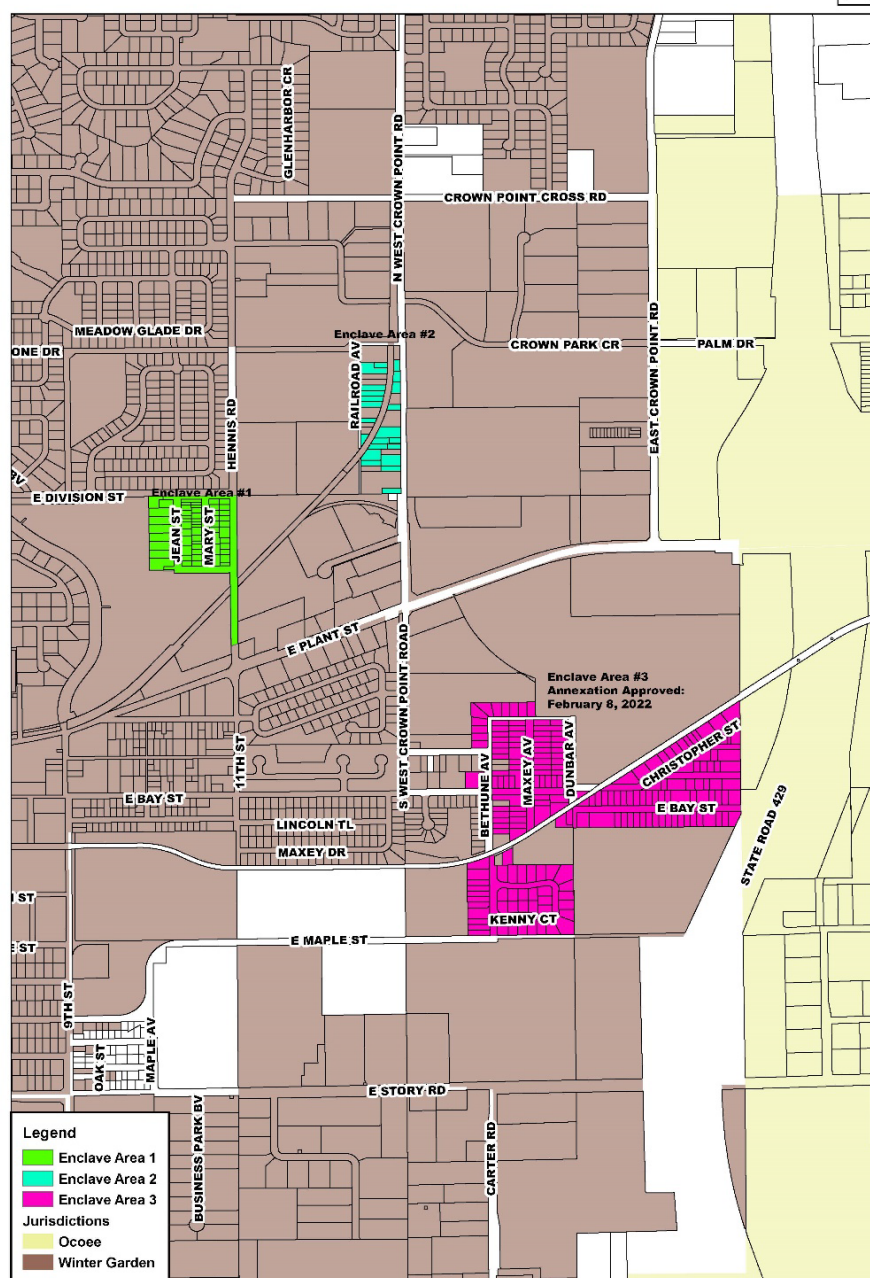 GLENHARBOR CR
N WEST CROWN POINT RD
CROWN POINT CROSS RD
MEADOW GLADE DR
ONE DR
Enclave Area #2
CROWN PARK CR
PALM DR
RAILROAD AV
EAST CROWN POINT RD
HENNIS RD
E DIVISION ST
Enclave Area #1
JEAN ST
MARY ST
E PLANT ST
S WEST CROWN POINT ROAD
Enclave Area #3
Annexation Approved:
February 8, 2022
11TH ST
BETHUNE AV
MAXEY AV
DUNBAR AV
CHRISTOPHER ST
E BAY ST
E BAY ST
LINCOLN TL
MAXEY DR
STATE ROAD 429
KENNY CT
E MAPLE ST
E ST
9TH ST
OAK ST
MAPLE AV
E STORY RD
BUSINESS PARK BV
CARTER RD
Legend
Enclave Area 1
Enclave Area 2
Enclave Area 3
Jurisdictions
Ocoee
Winter Garden